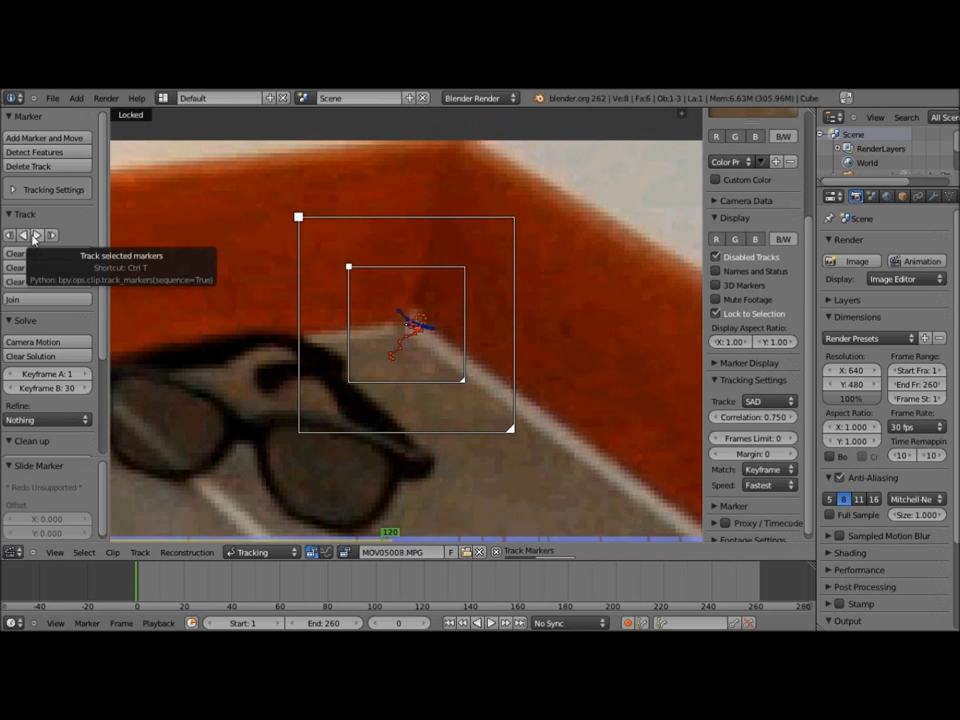 File Add Render Help Default Scene Blender Render blender.org 262 | Ve:8 | Fa:6 | Ob:1-3 | La:1 | Mem:6.63M (305.96M) | Cube
Marker
Add Marker and Move
Detect Features
Delete Track
Tracking Settings
Track
Clear
Clear
Clear
Join
Solve
Camera Motion
Clear Solution
Keyframe A: 1
Keyframe B: 30
Refine:
Nothing
Clean up
Slide Marker
* Redo Unsupported *
Offset
X: 0.000
Y: 0.000
Locked
Track selected markers
Shortcut: Ctrl T
Python: bpy.ops.clip.track_markers(sequence=True)
120
R G B B/W
Color Pr
Custom Color
Camera Data
Display
R G B B/W
Disabled Tracks
Names and Status
3D Markers
Mute Footage
Lock to Selection
Display Aspect Ratio:
X: 1.00 Y: 1.00
Marker Display
Tracking Settings
Tracke SAD
Correlation: 0.750
Frames Limit: 0
Margin: 0
Match: Keyframe
Speed: Fastest
Marker
Proxy / Timecode
Footage Settings
View Search All Scen
Scene
RenderLayers
World
Scene
Render
Image Animation
Display: Image Editor
Layers
Dimensions
Render Presets
Resolution: Frame Range:
X: 640 Start Fra: 1
Y: 480 End Fr: 260
100% Frame St: 1
Aspect Ratio: Frame Rate:
X: 1.000 30 fps
Y: 1.000 Time Remappin
Bo Cr 10 10
Anti-Aliasing
5 8 11 16 Mitchell-Ne
Full Sample Size: 1.000
Sampled Motion Blur
Shading
Performance
Post Processing
Stamp
Output
View Select Clip Track Reconstruction Tracking MOV05008.MPG F Track Markers
-40 -20 0 20 40 60 80 100 120 140 160 180 200 220 240 260 280
View Marker Frame Playback Start: 1 End: 260 0 No Sync